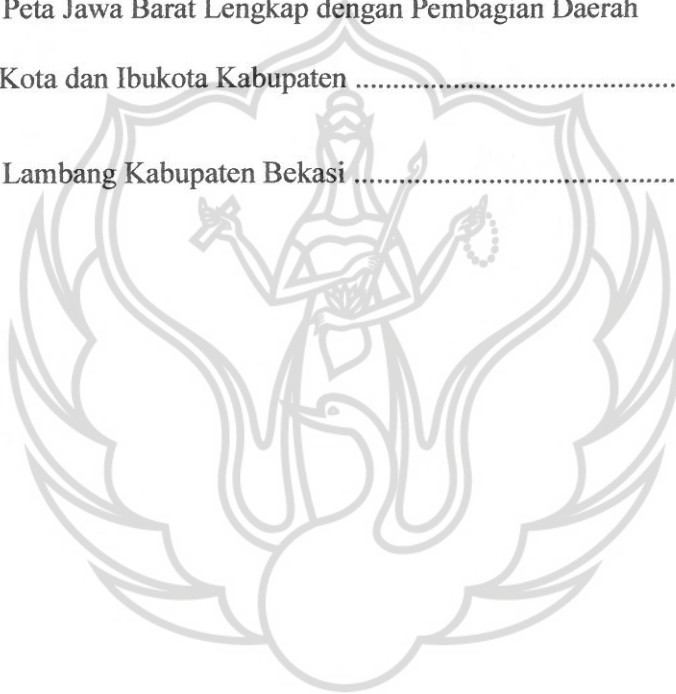 Peta Jawa Barat Lengkap dengan Pembagian Daerah
Kota dan Ibukota Kabupaten ............................................
Lambang Kabupaten Bekasi ............................................